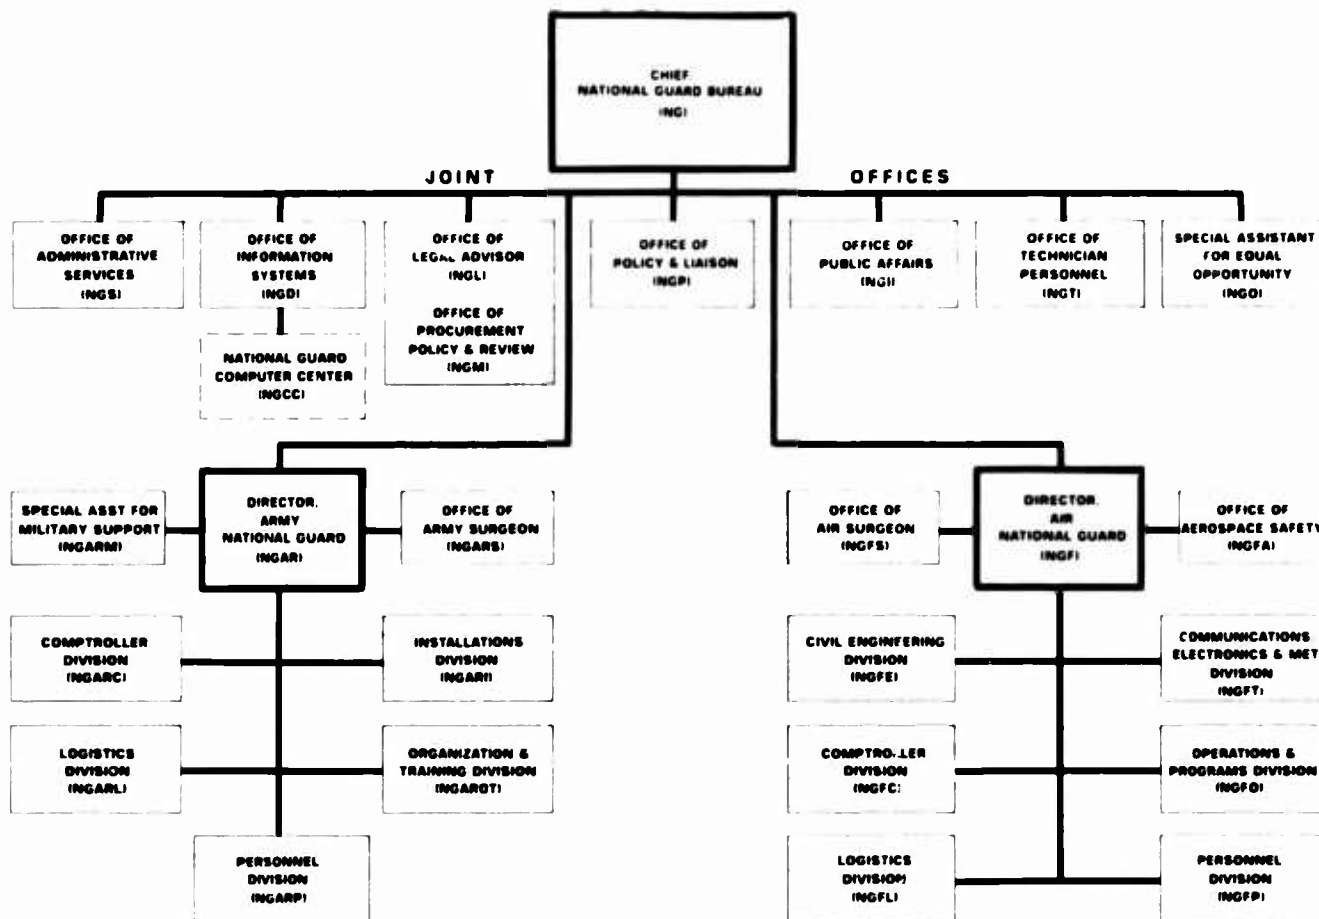 CHIEF
NATIONAL GUARD BUREAU
(NG)
JOINT OFFICES
OFFICE OF
ADMINISTRATIVE
SERVICES
(NGS)
OFFICE OF
INFORMATION
SYSTEMS
(NGD)
NATIONAL GUARD
COMPUTER CENTER
(NGCC)
OFFICE OF
LEGAL ADVISOR
(NGL)
OFFICE OF
PROCUREMENT
POLICY & REVIEW
(NGM)
OFFICE OF
POLICY & LIAISON
(NGP)
OFFICE OF
PUBLIC AFFAIRS
(NGI)
OFFICE OF
TECHNICIAN
PERSONNEL
(NGT)
SPECIAL ASSISTANT
FOR EQUAL
OPPORTUNITY
(NGO)
SPECIAL ASST FOR
MILITARY SUPPORT
(NGARM)
DIRECTOR,
ARMY
NATIONAL GUARD
(NGAR)
OFFICE OF
ARMY SURGEON
(NGARS)
COMPTROLLER
DIVISION
(NGARC)
INSTALLATIONS
DIVISION
(NGARI)
LOGISTICS
DIVISION
(NGARL)
ORGANIZATION &
TRAINING DIVISION
(NGAROT)
PERSONNEL
DIVISION
(NGARP)
OFFICE OF
AIR SURGEON
(NGFS)
DIRECTOR,
AIR
NATIONAL GUARD
(NGF)
OFFICE OF
AEROSPACE SAFETY
(NGFA)
CIVIL ENGINEERING
DIVISION
(NGFE)
COMMUNICATIONS
ELECTRONICS & MET
DIVISION
(NGFT)
COMPTROLLER
DIVISION
(NGFC)
OPERATIONS &
PROGRAMS DIVISION
(NGFO)
LOGISTICS
DIVISION
(NGFL)
PERSONNEL
DIVISION
(NGFP)